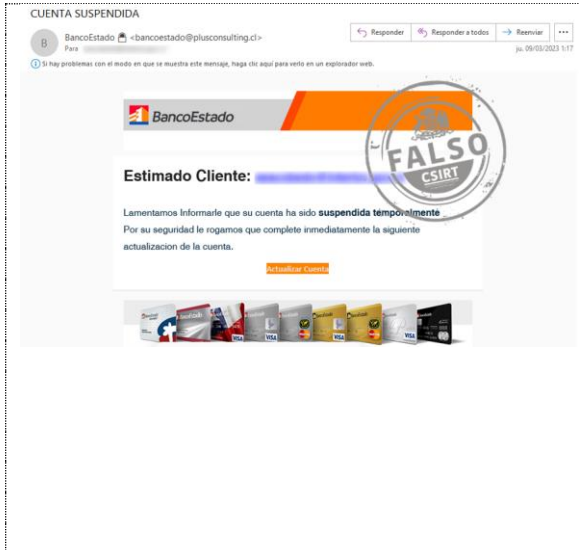 CUENTA SUSPENDIDA
B
BancoEstado <bancoestado@plusconsulting.cl>
Para
Responder
Responder a todos
Reenviar
ju. 09/03/2023 1:17
Si hay problemas con el modo en que se muestra este mensaje, haga clic aquí para verlo en un explorador web.
BancoEstado
FALSO
CSIRT
Estimado Cliente:
Lamentamos Informarle que su cuenta ha sido suspendida temporalmente
Por su seguridad le rogamos que complete inmediatamente la siguiente
actualizacion de la cuenta.
Actualizar Cuenta
VISA
VISA
VISA